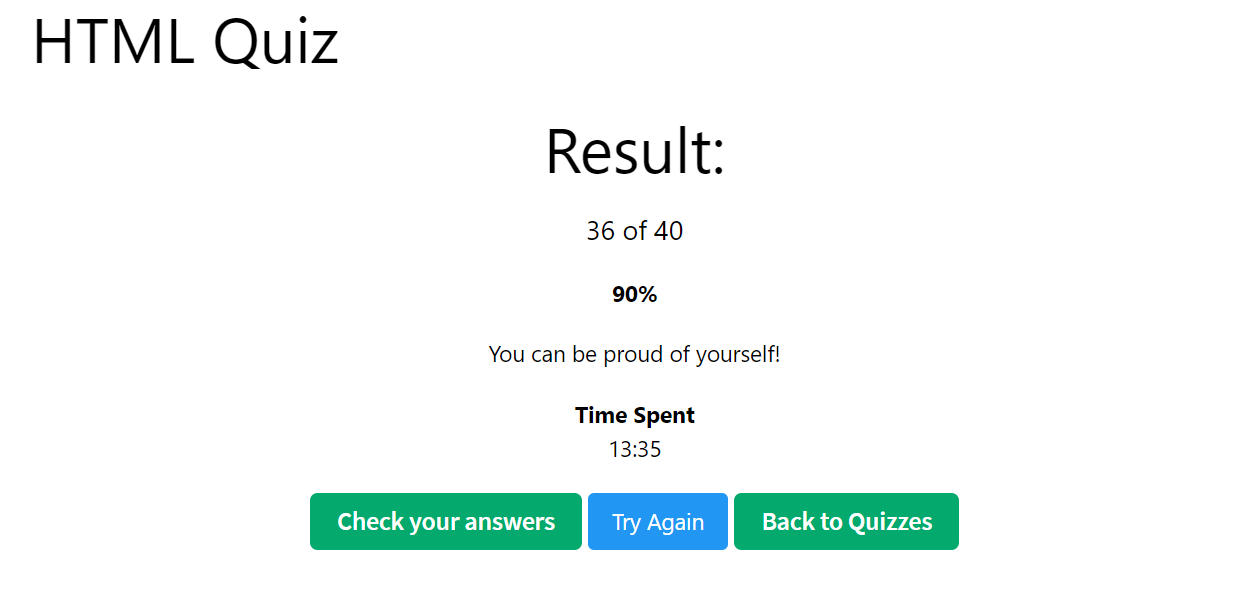 HTML Quiz
Result:
36 of 40
90%
You can be proud of yourself!
Time Spent
13:35
Check your answers Try Again Back to Quizzes